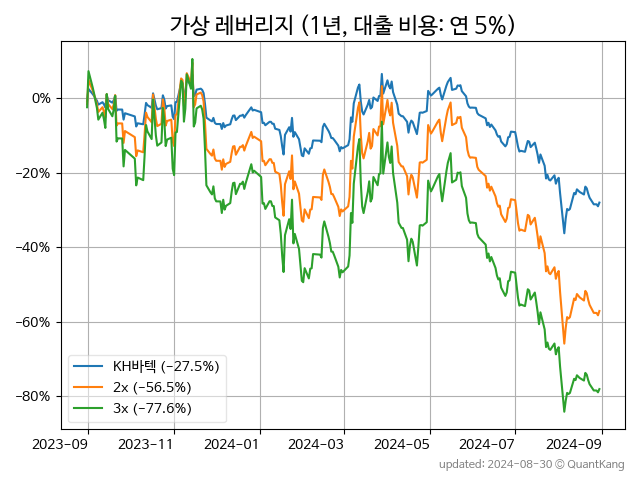 가상 레버리지 (1년, 대출 비용: 연 5%)
0%
−20%
−40%
−60%
−80%
KH바텍 (−27.5%)
2x (−56.5%)
3x (−77.6%)
2023-09 2023-11 2024-01 2024-03 2024-05 2024-07 2024-09
updated: 2024-08-30 © QuantKang